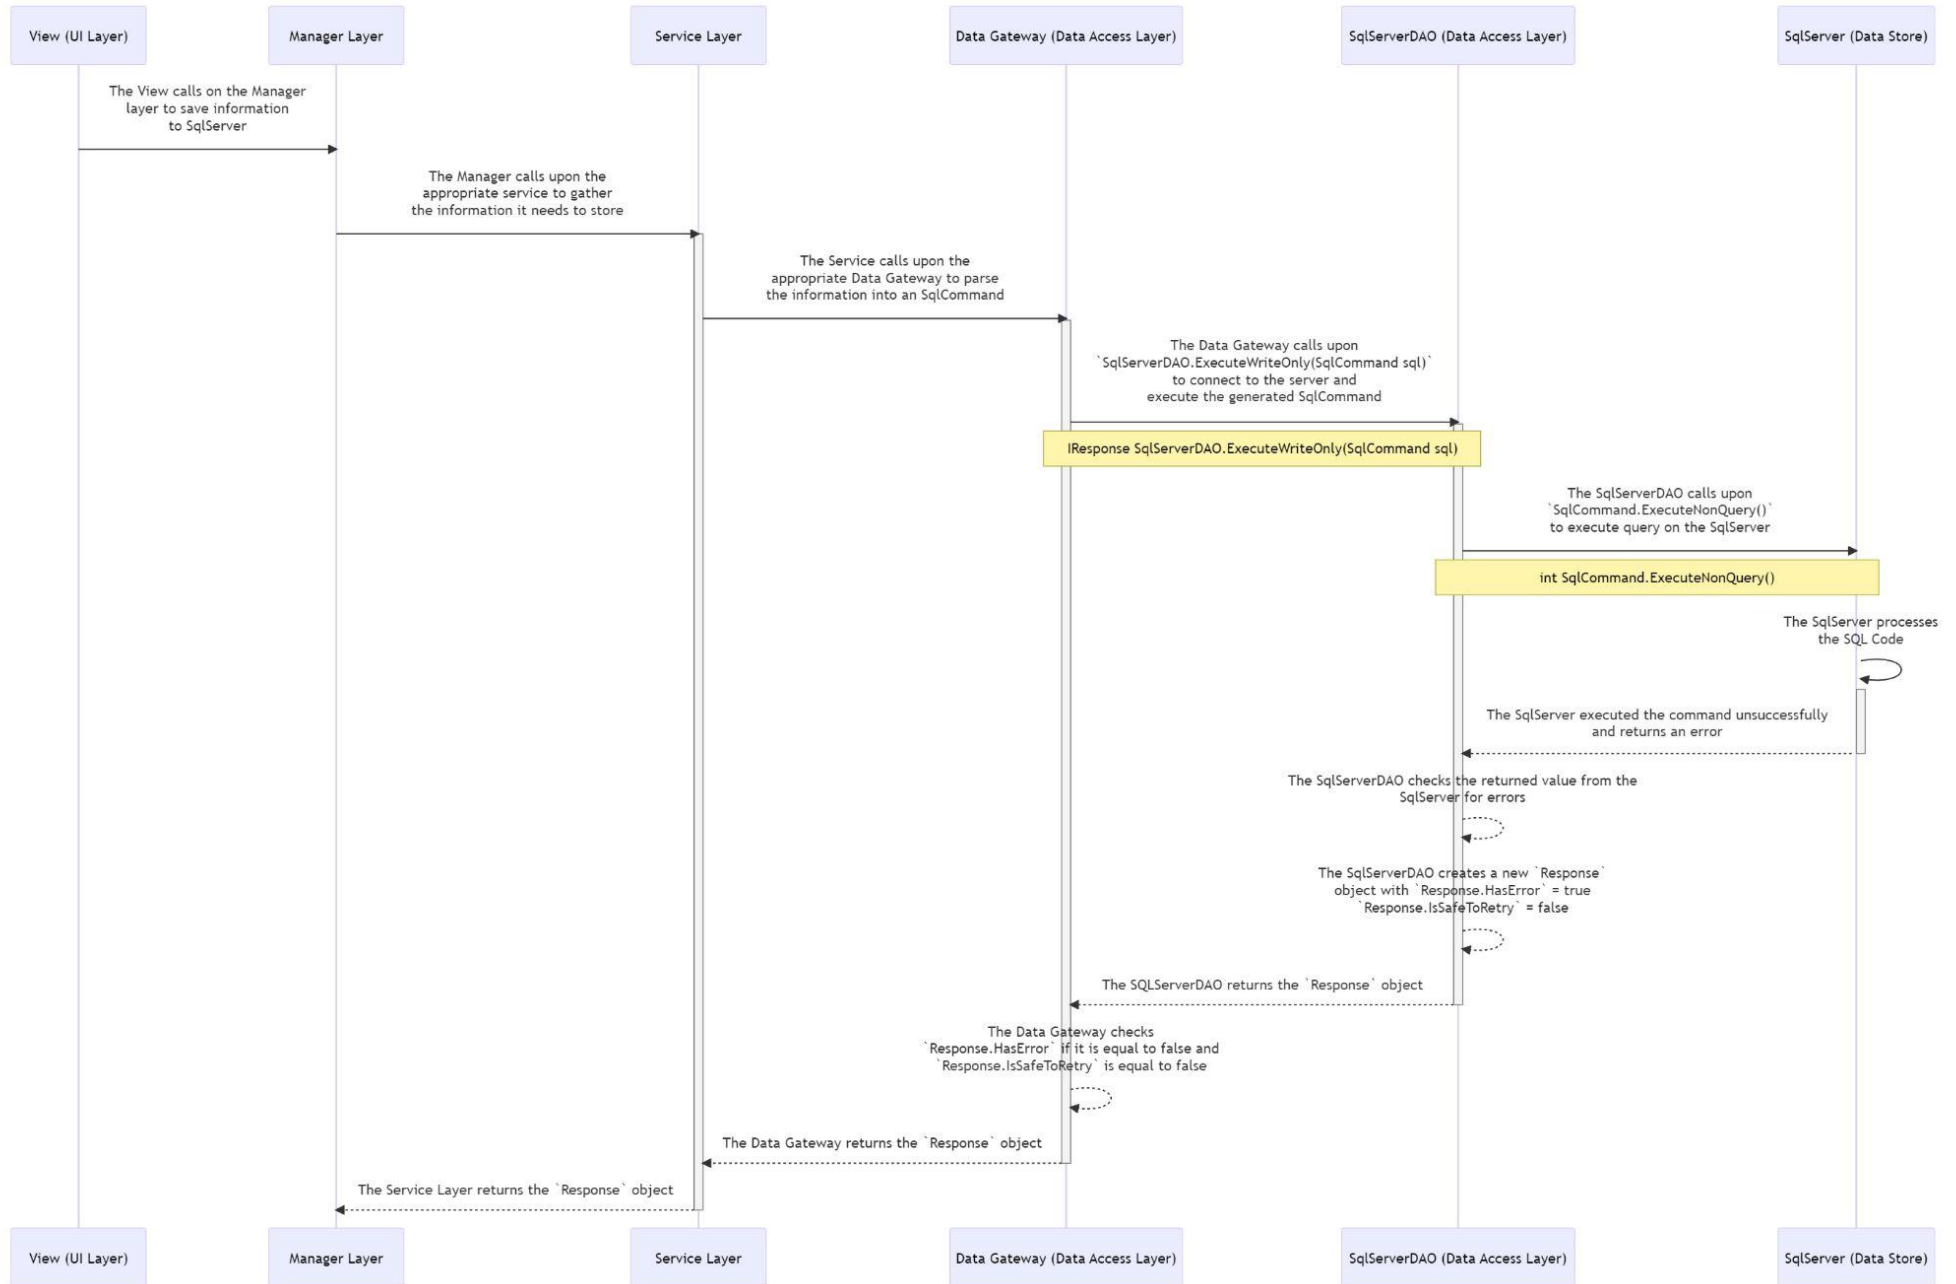 View (UI Layer)
Manager Layer
Service Layer
Data Gateway (Data Access Layer)
SqlServerDAO (Data Access Layer)
SqlServer (Data Store)
The View calls on the Manager
layer to save information
to SqlServer
The Manager calls upon the
appropriate service to gather
the information it needs to store
The Service calls upon the
appropriate Data Gateway to parse
the information into an SqlCommand
The Data Gateway calls upon
`SqlServerDAO.ExecuteWriteOnly(SqlCommand sql)`
to connect to the server and
execute the generated SqlCommand
IResponse SqlServerDAO.ExecuteWriteOnly(SqlCommand sql)
The SqlServerDAO calls upon
`SqlCommand.ExecuteNonQuery()`
to execute query on the SqlServer
int SqlCommand.ExecuteNonQuery()
The SqlServer processes
the SQL Code
The SqlServer executed the command unsuccessfully
and returns an error
The SqlServerDAO checks the returned value from the
SqlServer for errors
The SqlServerDAO creates a new `Response`
object with `Response.HasError` = true
`Response.IsSafeToRetry` = false
The SQLServerDAO returns the `Response` object
The Data Gateway checks
`Response.HasError` if it is equal to false and
`Response.IsSafeToRetry` is equal to false
The Data Gateway returns the `Response` object
The Service Layer returns the `Response` object
View (UI Layer)
Manager Layer
Service Layer
Data Gateway (Data Access Layer)
SqlServerDAO (Data Access Layer)
SqlServer (Data Store)